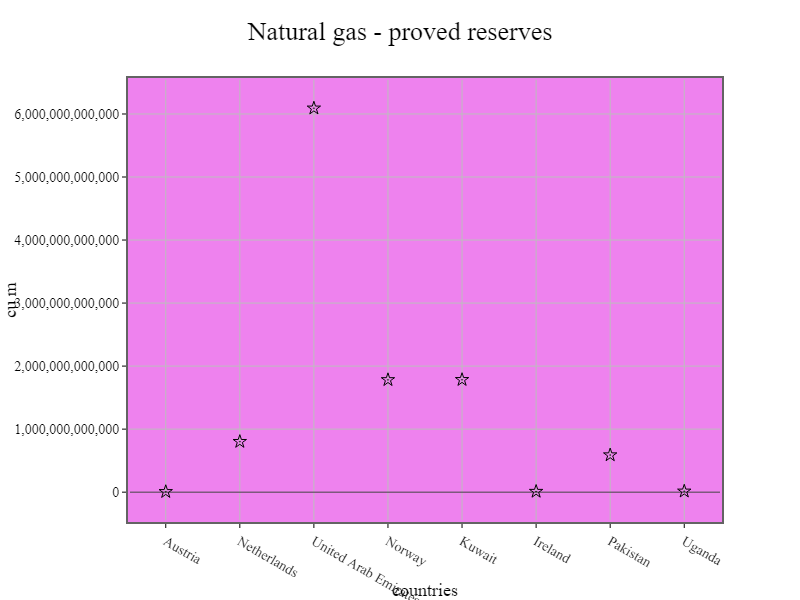 Natural gas - proved reserves
6,000,000,000,000
5,000,000,000,000
4,000,000,000,000
3,000,000,000,000
2,000,000,000,000
1,000,000,000,000
0
cu m
Austria
Netherlands
United Arab Emirates
Norway
Kuwait
Ireland
Pakistan
Uganda
countries